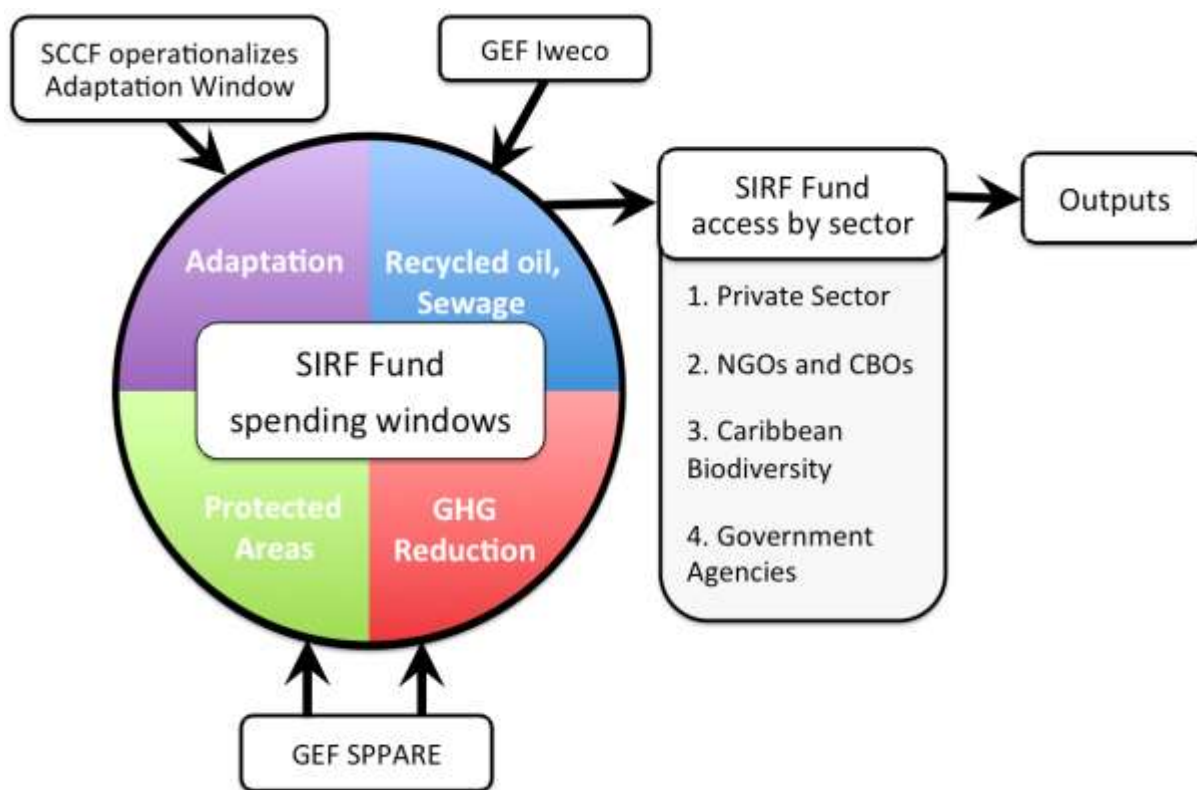 SCCF operationalizes
Adaptation Window
GEF Iweco
SIRF Fund
access by sector
Outputs
Adaptation
Recycled oil,
Sewage
SIRF Fund
spending windows
Protected
Areas
GHG
Reduction
1. Private Sector
2. NGOs and CBOs
3. Caribbean
Biodiversity
4. Government
Agencies
GEF SPPARE